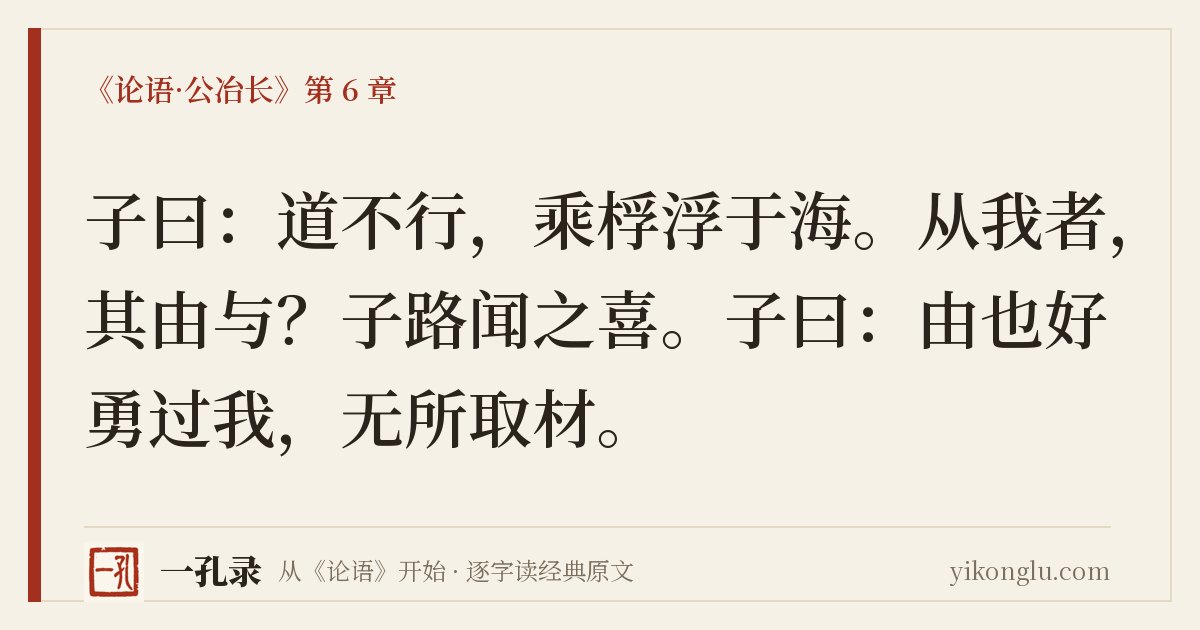 《论语·公冶长》第 6 章
子曰：道不行，乘桴浮于海。从我者，
其由与？子路闻之喜。子曰：由也好
勇过我，无所取材。
一孔
一孔录 从《论语》开始 · 逐字读经典原文 yikonglu.com